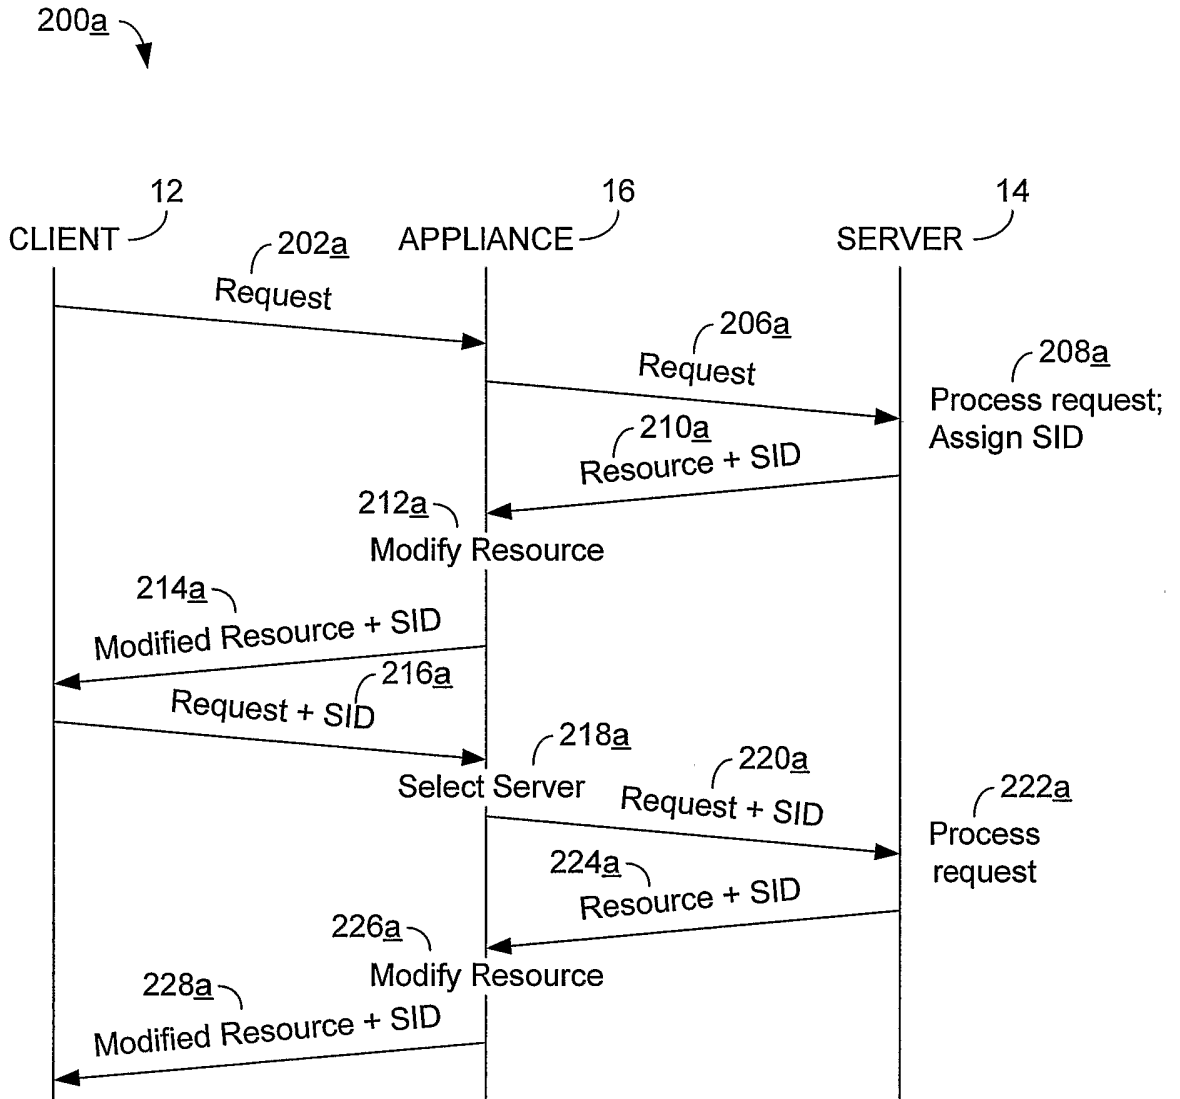 200a
12
16
14
CLIENT
APPLIANCE
SERVER
202a
Request
206a
Request
208a
Process request;
Assign SID
210a
Resource + SID
212a
Modify Resource
214a
Modified Resource + SID
216a
Request + SID
218a
Select Server
220a
Request + SID
222a
Process
request
224a
Resource + SID
226a
Modify Resource
228a
Modified Resource + SID